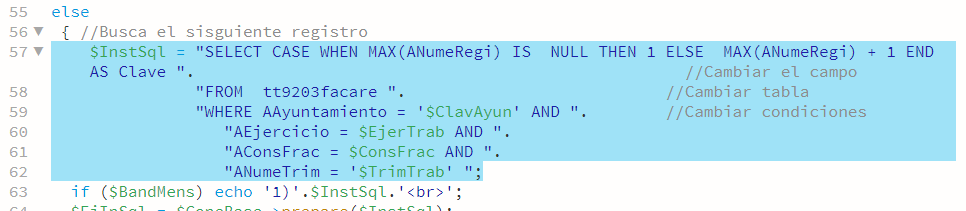 55 else
56 ▼ { //Busca el sisguiente registro
57 ▼ $InstSql = "SELECT CASE WHEN MAX(ANumeRegi) IS  NULL THEN 1 ELSE  MAX(ANumeRegi) + 1 END
AS Clave ". //Cambiar el campo
58 "FROM  tt9203facare ". //Cambiar tabla
59 "WHERE AAyuntamiento = '$ClavAyun' AND ". //Cambiar condiciones
60 "AEjercicio = $EjerTrab AND ".
61 "AConsFrac = $ConsFrac AND ".
62 "ANumeTrim = '$TrimTrab' ";
63 if ($BandMens) echo '1)'.$InstSql.'<br>';